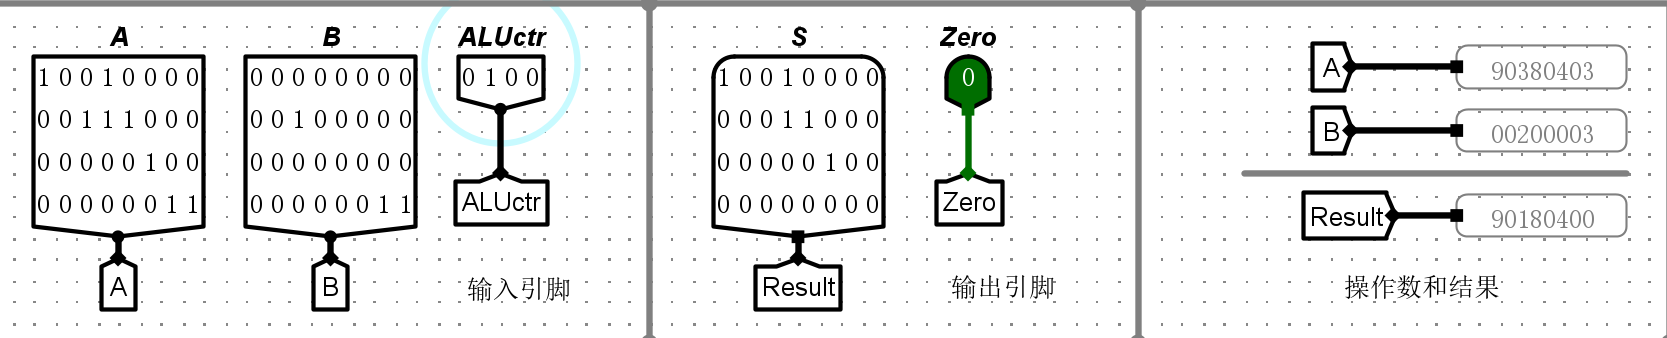 A
1 0 0 1 0 0 0 0
0 0 1 1 1 0 0 0
0 0 0 0 0 1 0 0
0 0 0 0 0 0 1 1
A
B
0 0 0 0 0 0 0 0
0 0 1 0 0 0 0 0
0 0 0 0 0 0 0 0
0 0 0 0 0 0 1 1
B
ALUctr
0 1 0 0
ALUctr
输入引脚
S
1 0 0 1 0 0 0 0
0 0 0 1 1 0 0 0
0 0 0 0 0 1 0 0
0 0 0 0 0 0 0 0
Result
Zero
0
Zero
输出引脚
A 90380403
B 00200003
Result 90180400
操作数和结果